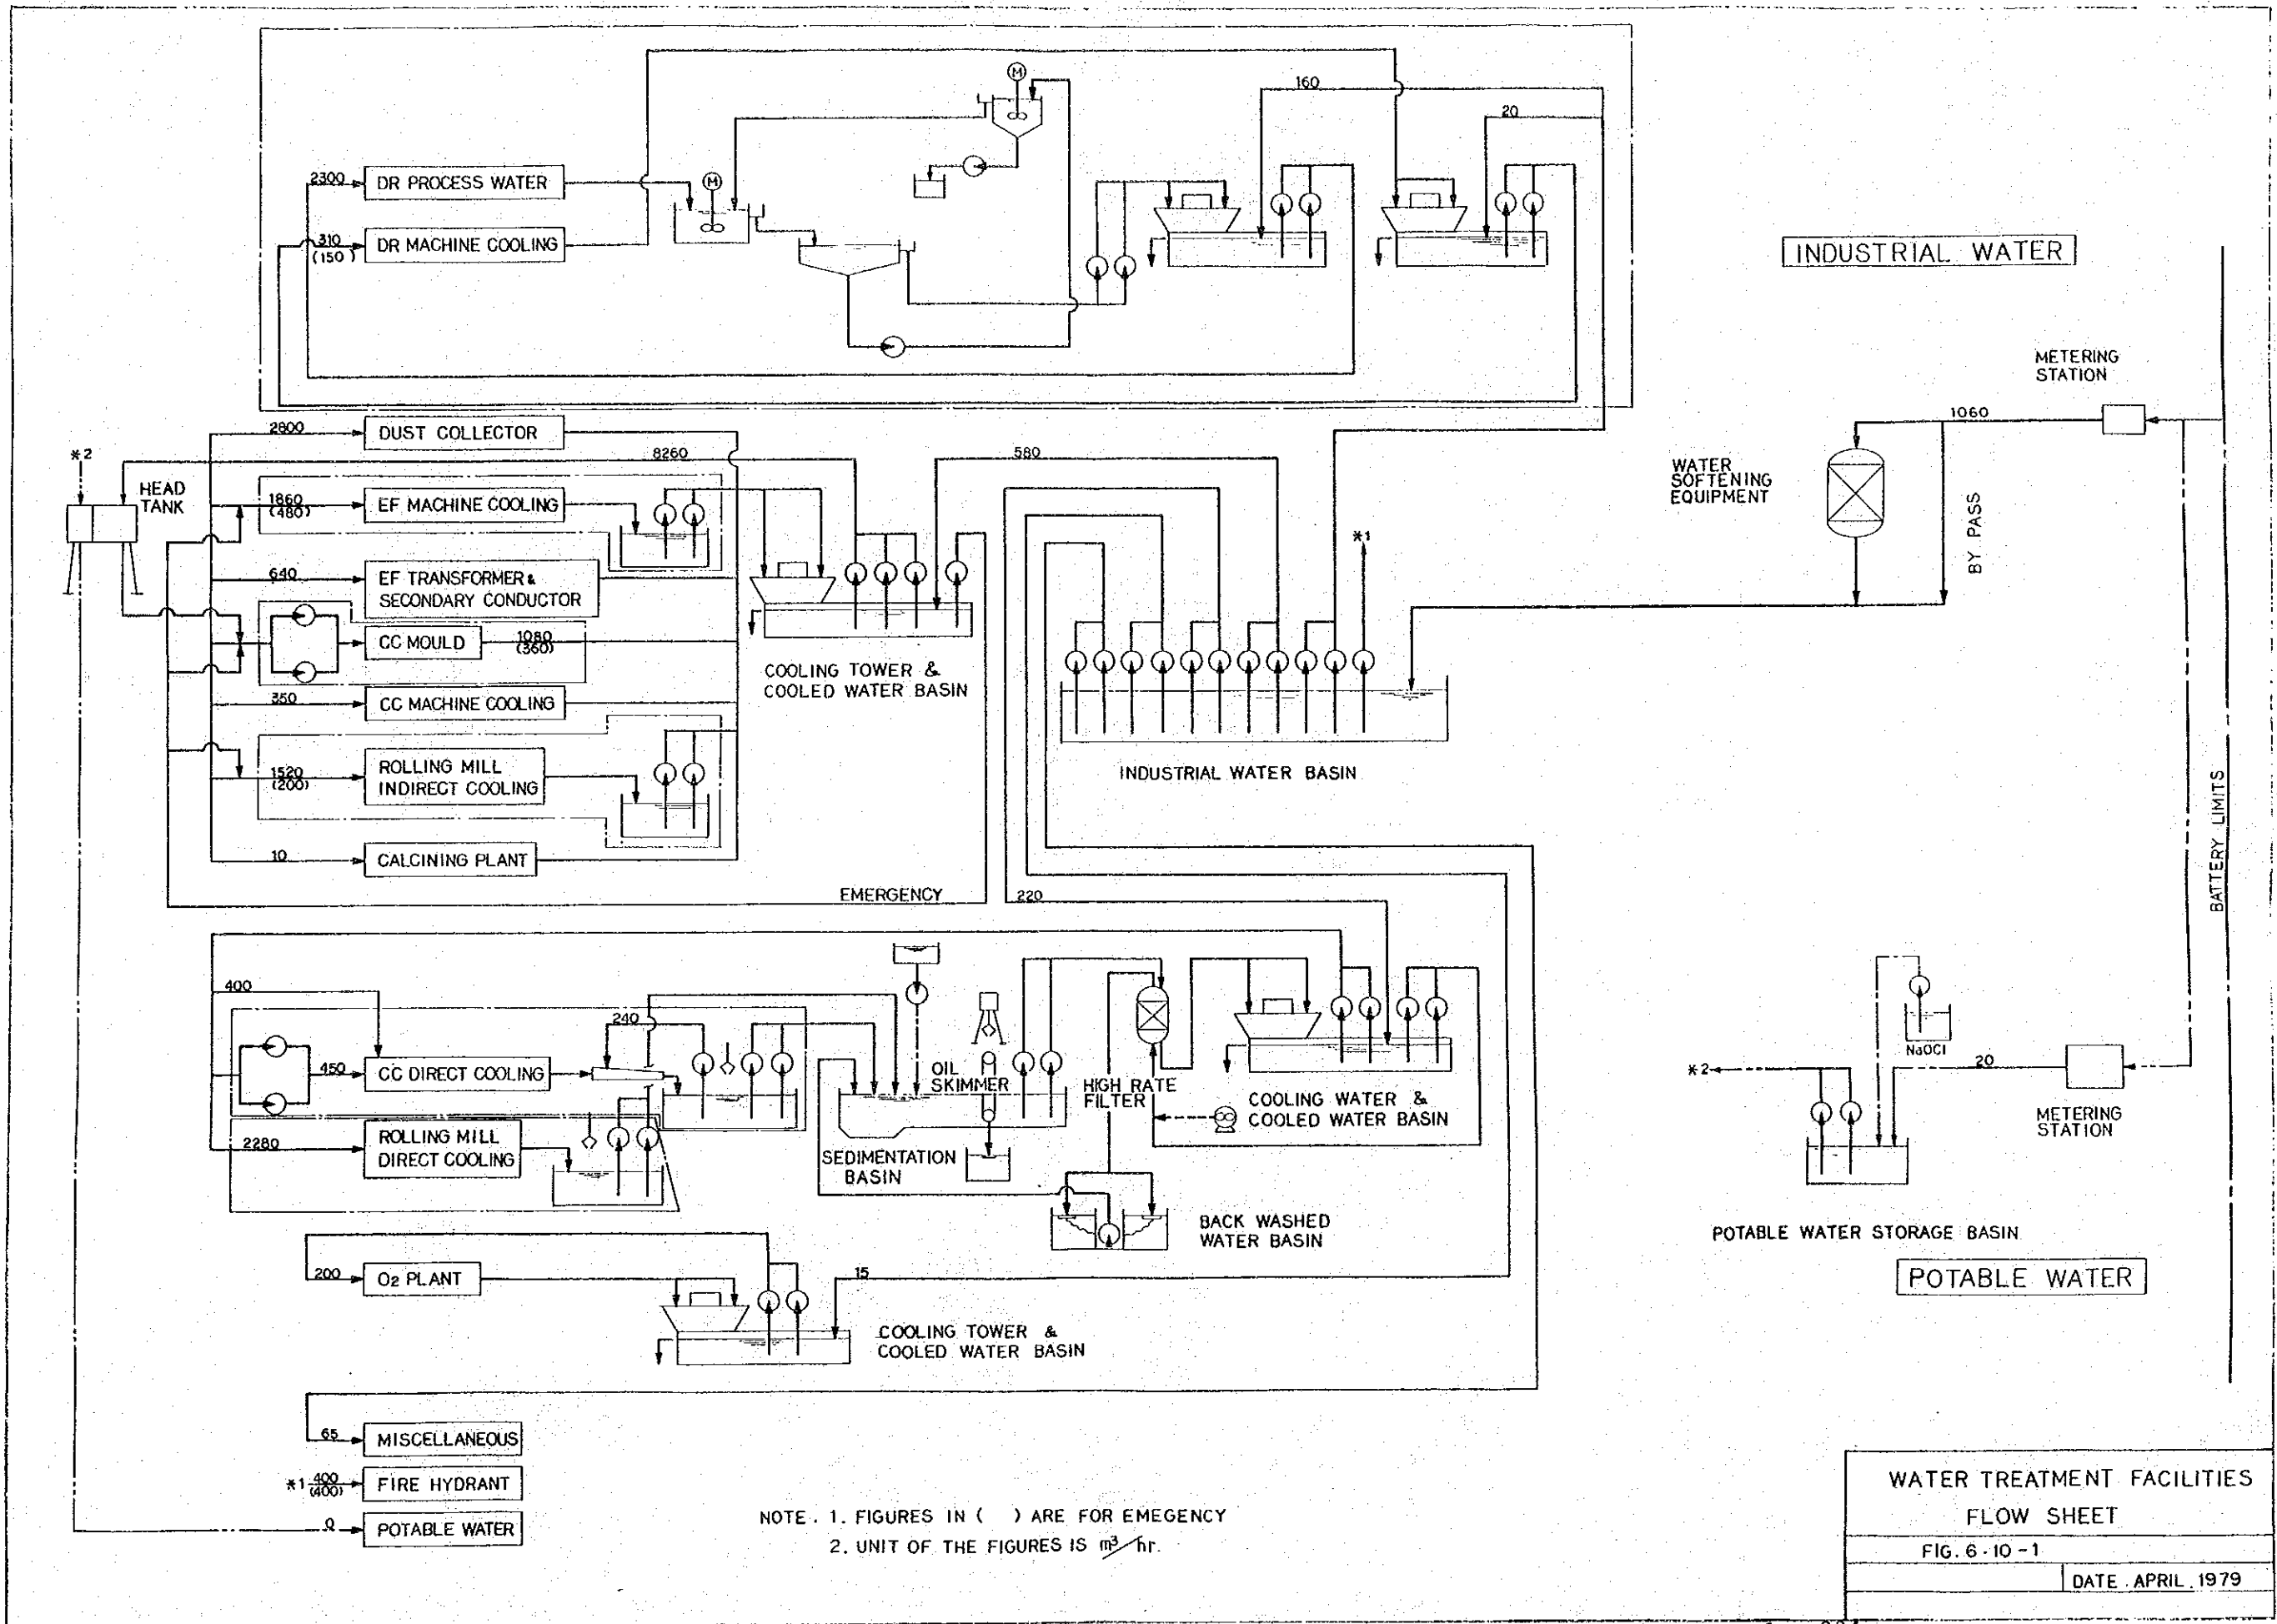 160
20
M
M
2300
DR PROCESS WATER
310
(150)
DR MACHINE COOLING
INDUSTRIAL WATER
METERING
STATION
1060
WATER
SOFTENING
EQUIPMENT
BY PASS
BATTERY LIMITS
2800
DUST COLLECTOR
*2
HEAD
TANK
8260
580
1860
(480)
EF MACHINE COOLING
640
EF TRANSFORMER &
SECONDARY CONDUCTOR
CC MOULD
1080
(360)
350
CC MACHINE COOLING
COOLING TOWER &
COOLED WATER BASIN
*1
1520
(200)
ROLLING MILL
INDIRECT COOLING
INDUSTRIAL WATER BASIN
10
CALCINING PLANT
EMERGENCY
220
400
240
450
CC DIRECT COOLING
OIL
SKIMMER
HIGH RATE
FILTER
COOLING WATER &
COOLED WATER BASIN
2280
ROLLING MILL
DIRECT COOLING
SEDIMENTATION
BASIN
BACK WASHED
WATER BASIN
NaOCl
*2
20
METERING
STATION
POTABLE WATER STORAGE BASIN
POTABLE WATER
200
O2 PLANT
15
COOLING TOWER &
COOLED WATER BASIN
65
MISCELLANEOUS
*1 400
(400)
FIRE HYDRANT
POTABLE WATER
NOTE. 1. FIGURES IN ( ) ARE FOR EMEGENCY
2. UNIT OF THE FIGURES IS m³/hr.
WATER TREATMENT FACILITIES
FLOW SHEET
FIG. 6-10-1
DATE. APRIL. 1979